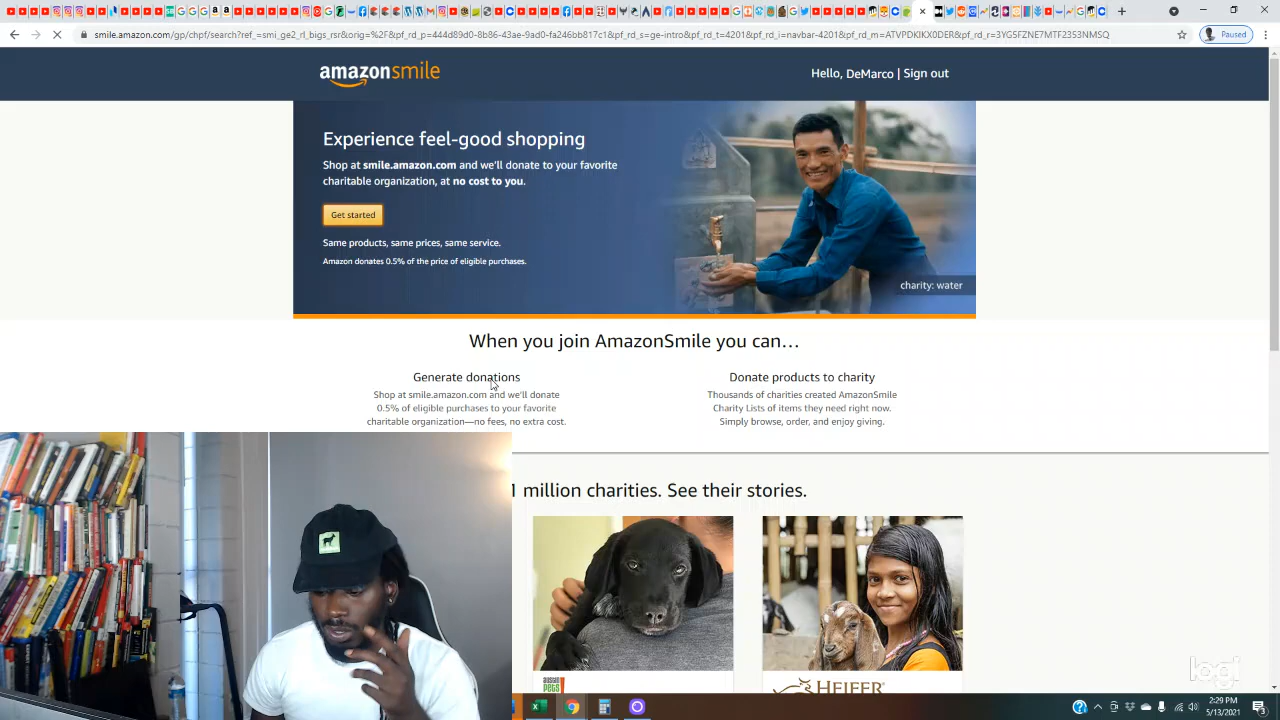 smile.amazon.com/gp/chpf/signin?ref_=smi_ge2_rl_bigs_rsr&orig=%2F&pf_rd_p=444d89d0-8b86-43ae-9ad0-fa246bb817c1&pf_rd_s=ge-intro&pf_rd_t=4201&pf_rd_i=navbar-4201&pf_rd_m=ATVPDKIKX0DER&pf_rd_r=3YG5FZNE7MTF2S3NMMSQ
Paused
amazonsmile
Hello, DeMarco | Sign out
Experience feel-good shopping
Shop at smile.amazon.com and we'll donate to your favorite
charitable organization, at no cost to you.
Get started
Same products, same prices, same service.
Amazon donates 0.5% of the price of eligible purchases.
charity: water
When you join AmazonSmile you can...
Generate donations
Shop at smile.amazon.com and we'll donate
0.5% of eligible purchases to your favorite
charitable organization—no fees, no extra cost.
Donate products to charity
Thousands of charities created AmazonSmile
Charity Lists of items they need right now.
Simply browse, order, and enjoy giving.
1 million charities. See their stories.
austin
pets
HEIFER
logi
2:29 PM
5/13/2021